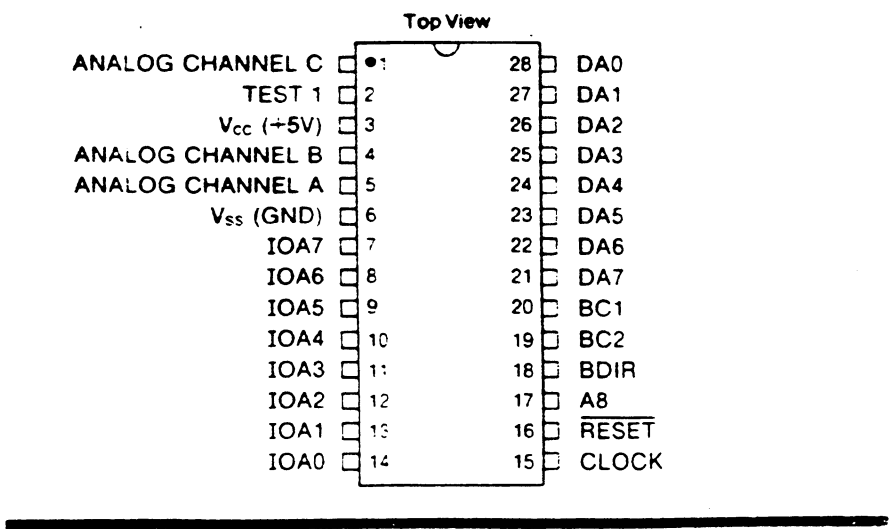 Top View
ANALOG CHANNEL C 1 28 DA0
TEST 1 2 27 DA1
Vcc (+5V) 3 26 DA2
ANALOG CHANNEL B 4 25 DA3
ANALOG CHANNEL A 5 24 DA4
Vss (GND) 6 23 DA5
IOA7 7 22 DA6
IOA6 8 21 DA7
IOA5 9 20 BC1
IOA4 10 19 BC2
IOA3 11 18 BDIR
IOA2 12 17 A8
IOA1 13 16 RESET
IOA0 14 15 CLOCK